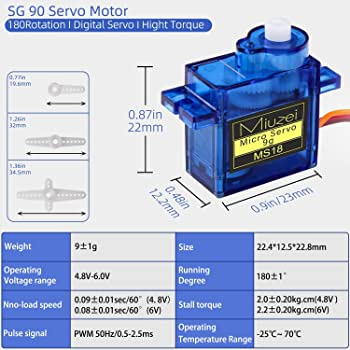 SG 90 Servo Motor
180Rotation I Digital Servo I Hight Torque
0.77in
19.6mm
1.26in
32mm
1.36in
34.5mm
0.87in
22mm
0.48in
12.2mm
0.9in/23mm
Miuzei
Micro Servo
9g
MS18
Weight
9±1g
Size
22.4*12.5*22.8mm
Operating
Voltage range
4.8V-6.0V
Running
Degree
180±1°
Nno-load speed
0.09±0.01sec/60° (4. 8V)
0.08±0.01sec/60° (6V)
Stall torque
2.0±0.20kg.cm(4.8V)
2.2±0.20kg.cm(6V)
Pulse signal
PWM 50Hz/0.5-2.5ms
Operating
Temperature Range
-25℃~ 70℃